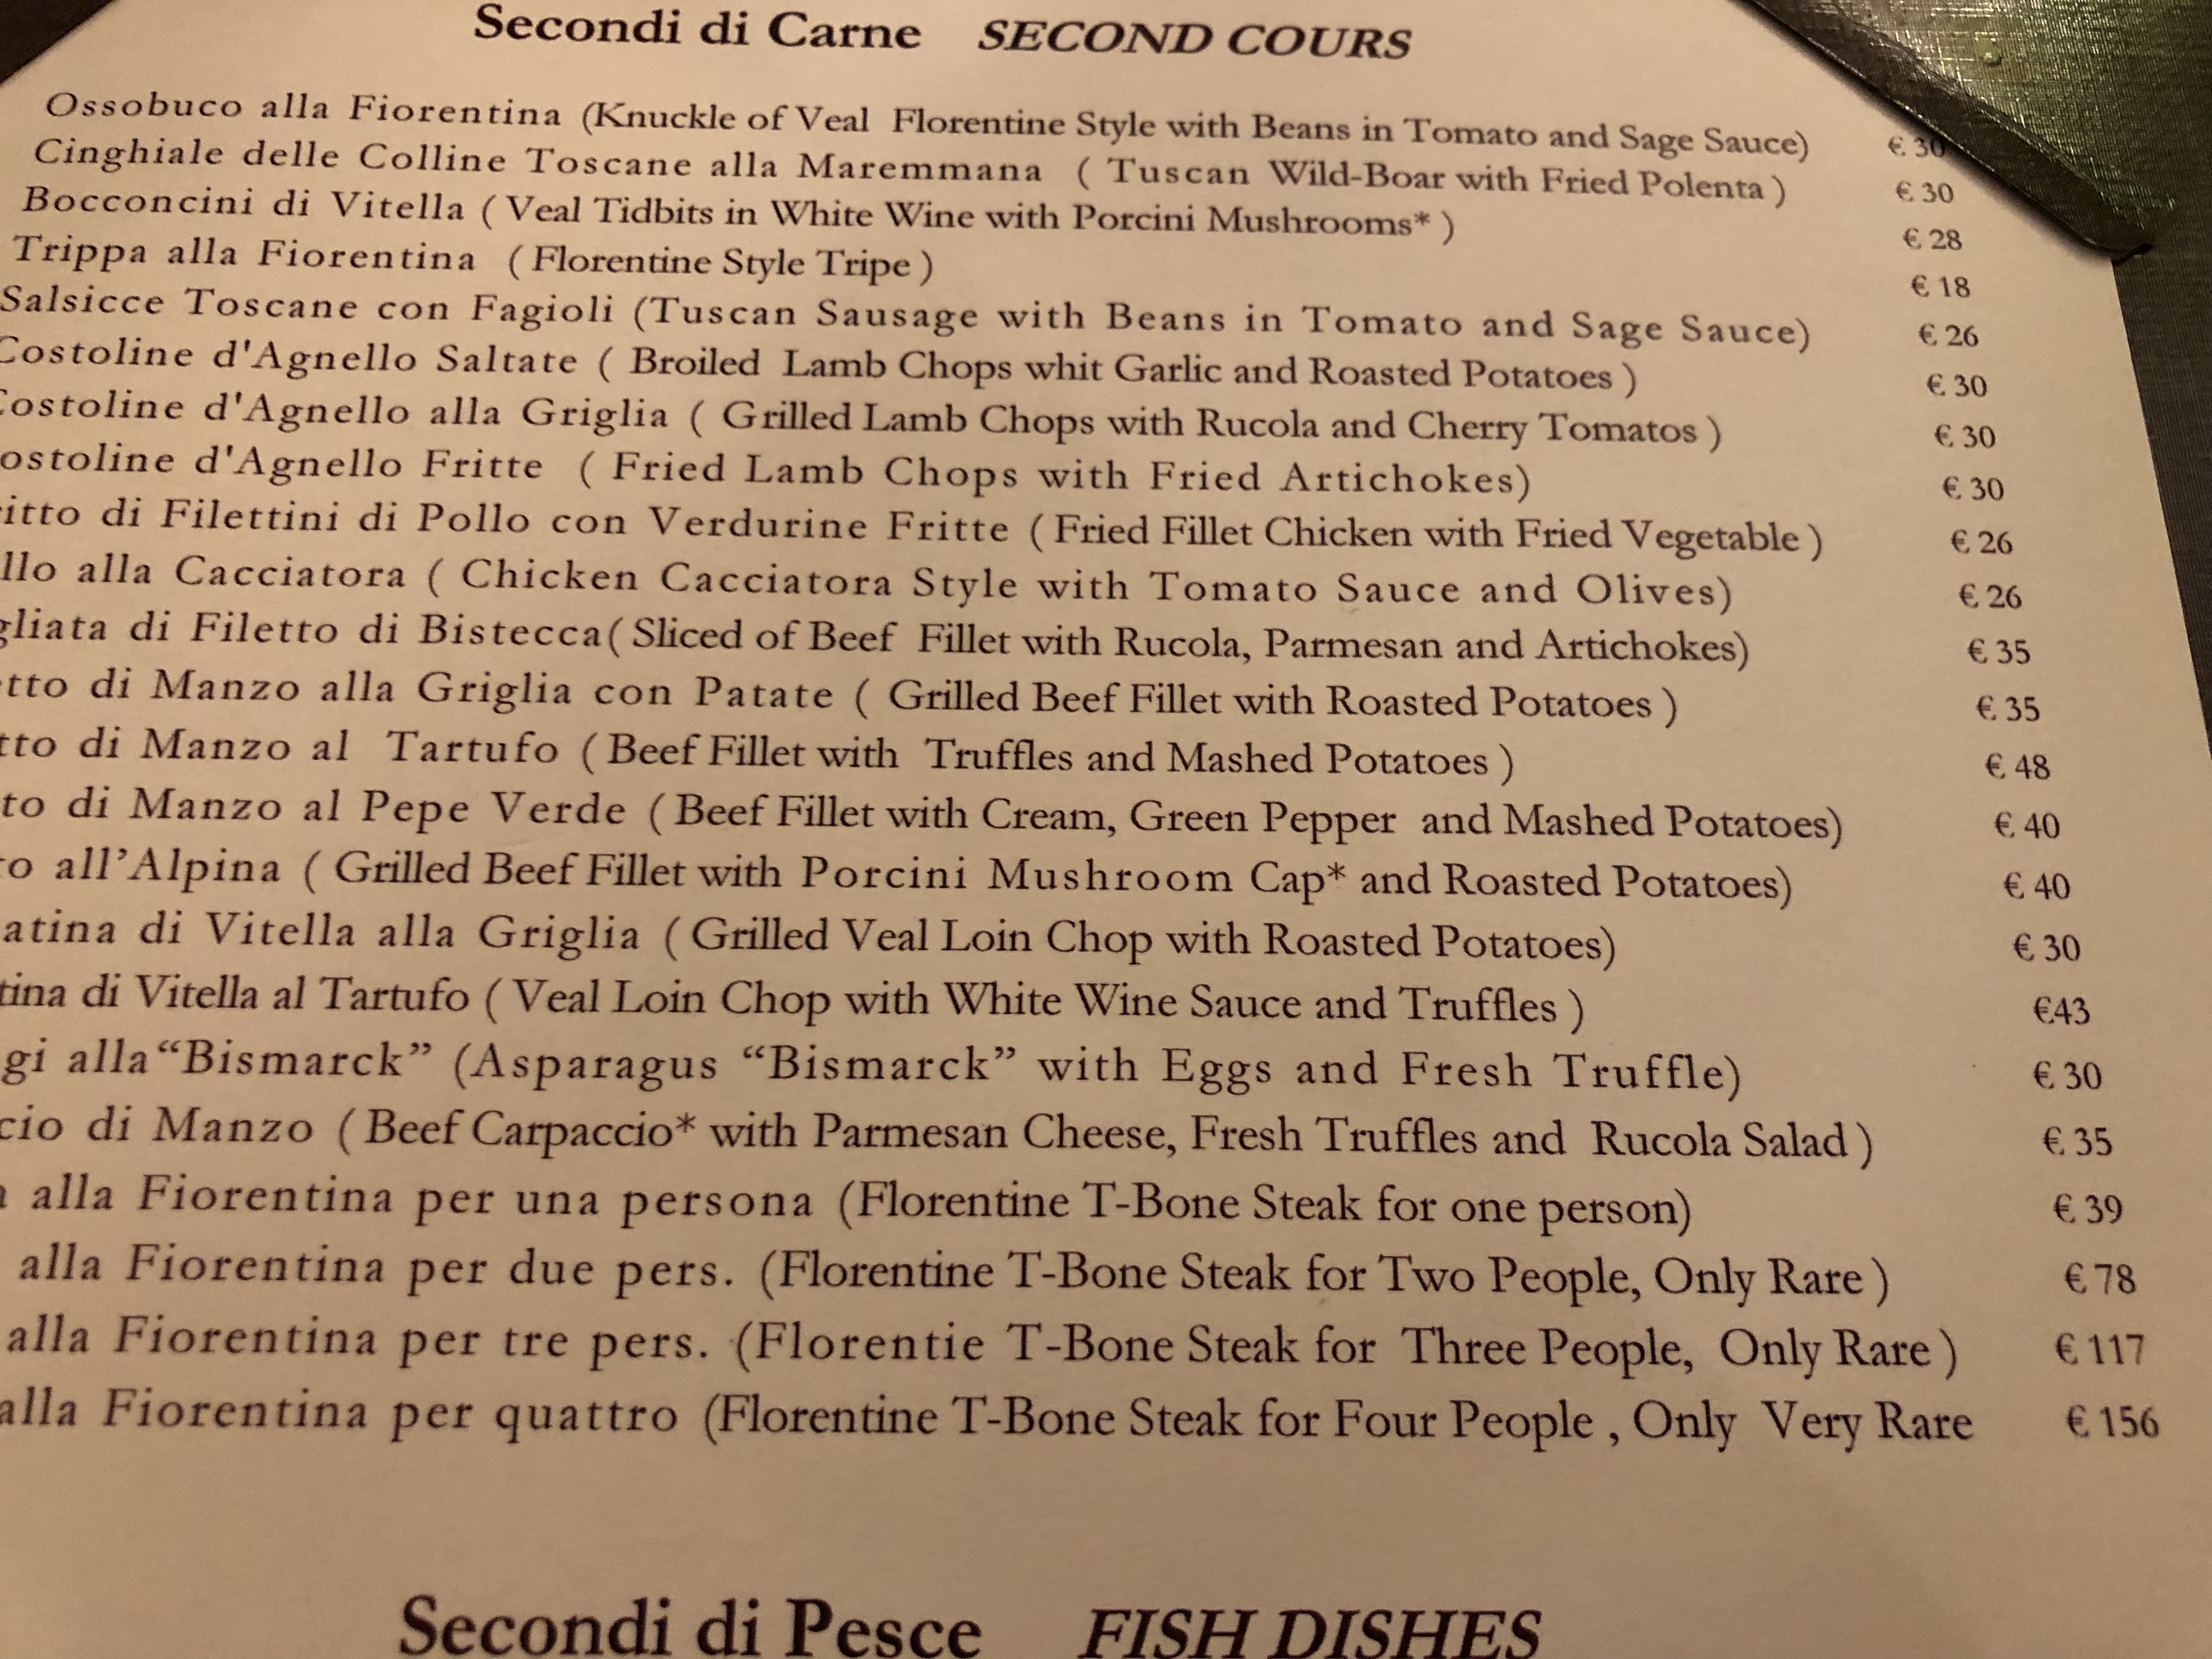 Secondi di Carne SECOND COURS
Ossobuco alla Fiorentina (Knuckle of Veal Florentine Style with Beans in Tomato and Sage Sauce) € 30
Cinghiale delle Colline Toscane alla Maremmana ( Tuscan Wild-Boar with Fried Polenta ) € 30
Bocconcini di Vitella ( Veal Tidbits in White Wine with Porcini Mushrooms* ) € 28
Trippa alla Fiorentina ( Florentine Style Tripe ) € 18
Salsicce Toscane con Fagioli (Tuscan Sausage with Beans in Tomato and Sage Sauce) € 26
Costoline d'Agnello Saltate ( Broiled Lamb Chops whit Garlic and Roasted Potatoes ) € 30
Costoline d'Agnello alla Griglia ( Grilled Lamb Chops with Rucola and Cherry Tomatos ) € 30
ostoline d'Agnello Fritte ( Fried Lamb Chops with Fried Artichokes) € 30
itto di Filettini di Pollo con Verdurine Fritte ( Fried Fillet Chicken with Fried Vegetable ) € 26
llo alla Cacciatora ( Chicken Cacciatora Style with Tomato Sauce and Olives) € 26
gliata di Filetto di Bistecca( Sliced of Beef Fillet with Rucola, Parmesan and Artichokes) € 35
tto di Manzo alla Griglia con Patate ( Grilled Beef Fillet with Roasted Potatoes ) € 35
tto di Manzo al Tartufo ( Beef Fillet with Truffles and Mashed Potatoes ) € 48
to di Manzo al Pepe Verde ( Beef Fillet with Cream, Green Pepper and Mashed Potatoes) € 40
o all’Alpina ( Grilled Beef Fillet with Porcini Mushroom Cap* and Roasted Potatoes) € 40
atina di Vitella alla Griglia ( Grilled Veal Loin Chop with Roasted Potatoes) € 30
tina di Vitella al Tartufo ( Veal Loin Chop with White Wine Sauce and Truffles ) €43
gi alla “Bismarck” (Asparagus “Bismarck” with Eggs and Fresh Truffle) € 30
cio di Manzo ( Beef Carpaccio* with Parmesan Cheese, Fresh Truffles and Rucola Salad ) € 35
alla Fiorentina per una persona (Florentine T-Bone Steak for one person) € 39
alla Fiorentina per due pers. (Florentine T-Bone Steak for Two People, Only Rare ) € 78
alla Fiorentina per tre pers. (Florentie T-Bone Steak for Three People, Only Rare ) € 117
alla Fiorentina per quattro (Florentine T-Bone Steak for Four People , Only Very Rare € 156
Secondi di Pesce FISH DISHES